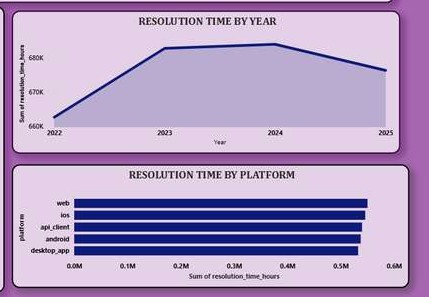 RESOLUTION TIME BY YEAR
Sum of resolution_time_hours
680K
670K
660K
2022 2023 2024 2025
Year
RESOLUTION TIME BY PLATFORM
platform
web
ios
api_client
android
desktop_app
0.0M 0.1M 0.2M 0.3M 0.4M 0.5M 0.6M
Sum of resolution_time_hours